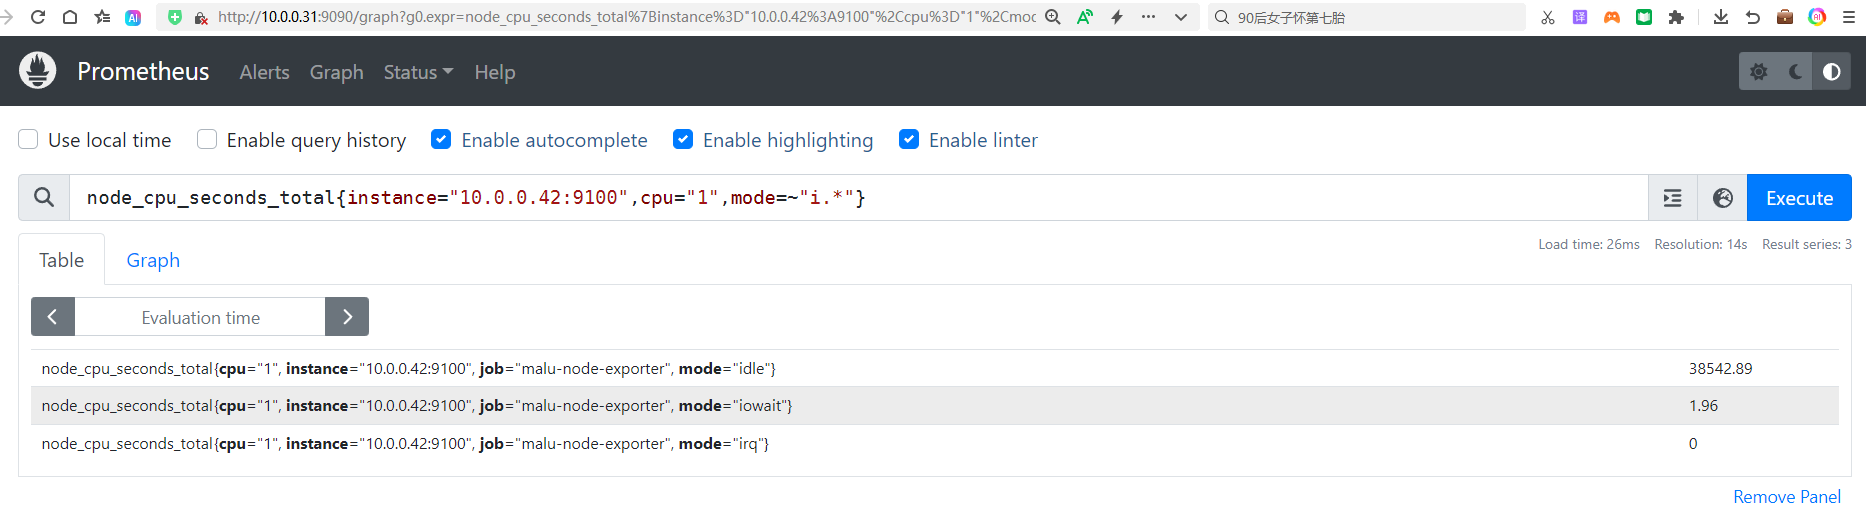 http://10.0.0.31:9090/graph?g0.expr=node_cpu_seconds_total%7Binstance%3D"10.0.0.42%3A9100"%2Ccpu%3D"1"%2Cmoc
90后女子怀第七胎
译
AI
Prometheus Alerts Graph Status Help
Use local time Enable query history Enable autocomplete Enable highlighting Enable linter
node_cpu_seconds_total{instance="10.0.0.42:9100",cpu="1",mode=~"i.*"}
Execute
Load time: 26ms Resolution: 14s Result series: 3
Table Graph
Evaluation time
node_cpu_seconds_total{cpu="1", instance="10.0.0.42:9100", job="malu-node-exporter", mode="idle"} 38542.89
node_cpu_seconds_total{cpu="1", instance="10.0.0.42:9100", job="malu-node-exporter", mode="iowait"} 1.96
node_cpu_seconds_total{cpu="1", instance="10.0.0.42:9100", job="malu-node-exporter", mode="irq"} 0
Remove Panel